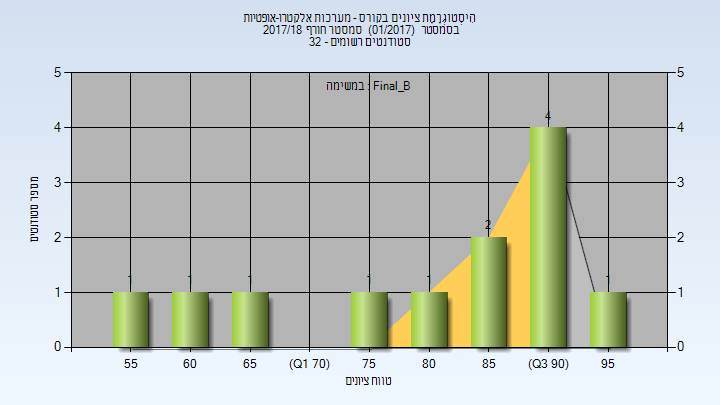 היסטוגרמת ציונים בקורס - מערכות אלקטרו-אופטיות
בסמסטר (01/2017) סמסטר חורף 2017/18
סטודנטים רשומים - 32
במשימה : Final_B
5 5
4 4
3 3
2 2
1 1
0 0
1 1 1 1 1 2 4 1
מספר סטודנטים
55 60 65 (Q1 70) 75 80 85 (Q3 90) 95
טווח ציונים